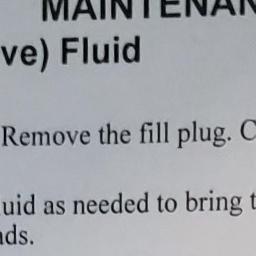 MAINTENAN
ve) Fluid
Remove the fill plug. C
uid as needed to bring t
ads.